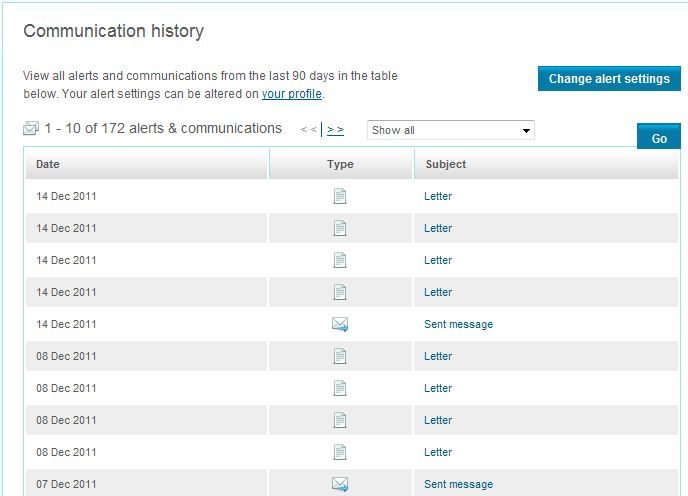 Communication history
View all alerts and communications from the last 90 days in the table
below. Your alert settings can be altered on your profile.
Change alert settings
1 - 10 of 172 alerts & communications < < | > > Show all
Go
Date Type Subject
14 Dec 2011 Letter
14 Dec 2011 Letter
14 Dec 2011 Letter
14 Dec 2011 Letter
14 Dec 2011 Sent message
08 Dec 2011 Letter
08 Dec 2011 Letter
08 Dec 2011 Letter
08 Dec 2011 Letter
07 Dec 2011 Sent message